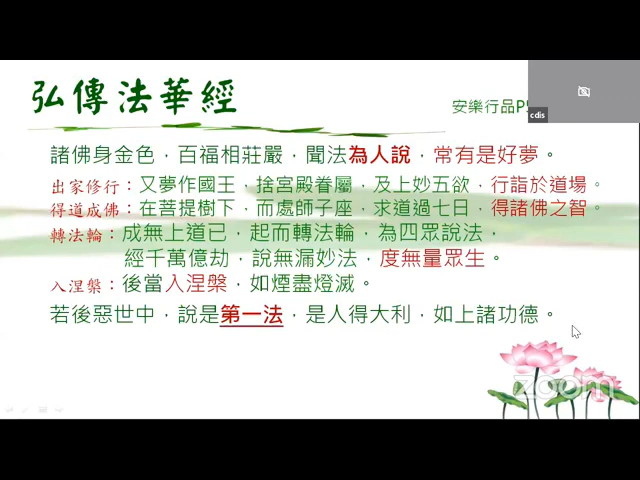 弘傳法華經
安樂行品P5
cdis
諸佛身金色，百福相莊嚴，聞法為人說，常有是好夢。
出家修行：又夢作國王，捨宮殿眷屬，及上妙五欲，行詣於道場。
得道成佛：在菩提樹下，而處師子座，求道過七日，得諸佛之智。
轉法輪：成無上道已，起而轉法輪，為四眾說法，
經千萬億劫，說無漏妙法，度無量眾生。
入涅槃：後當入涅槃，如煙盡燈滅。
若後惡世中，說是第一法，是人得大利，如上諸功德。
zoom